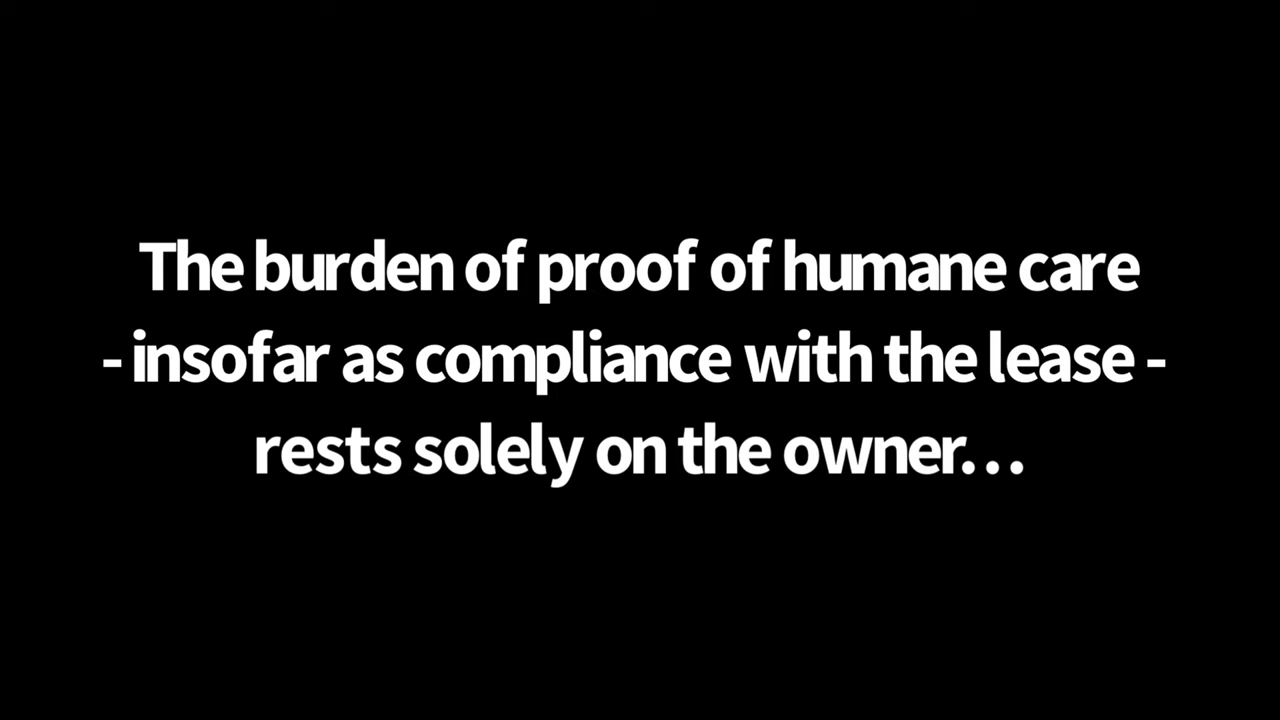 The burden of proof of humane care
- insofar as compliance with the lease -
rests solely on the owner…